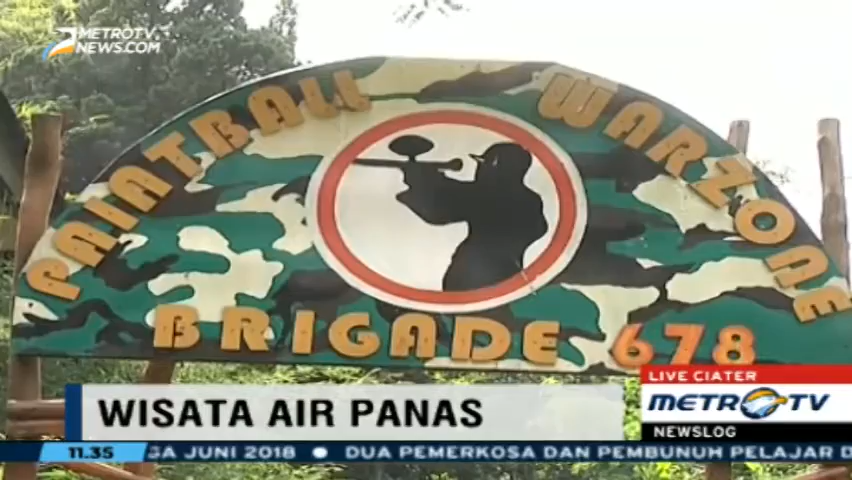 METROTV
NEWS.COM
PAINTBALL WARZONE
BRIGADE 678
LIVE CIATER
WISATA AIR PANAS
METRO TV
NEWSLOG
11.35 GA JUNI 2018 ● DUA PEMERKOSA DAN PEMBUNUH PELAJAR D